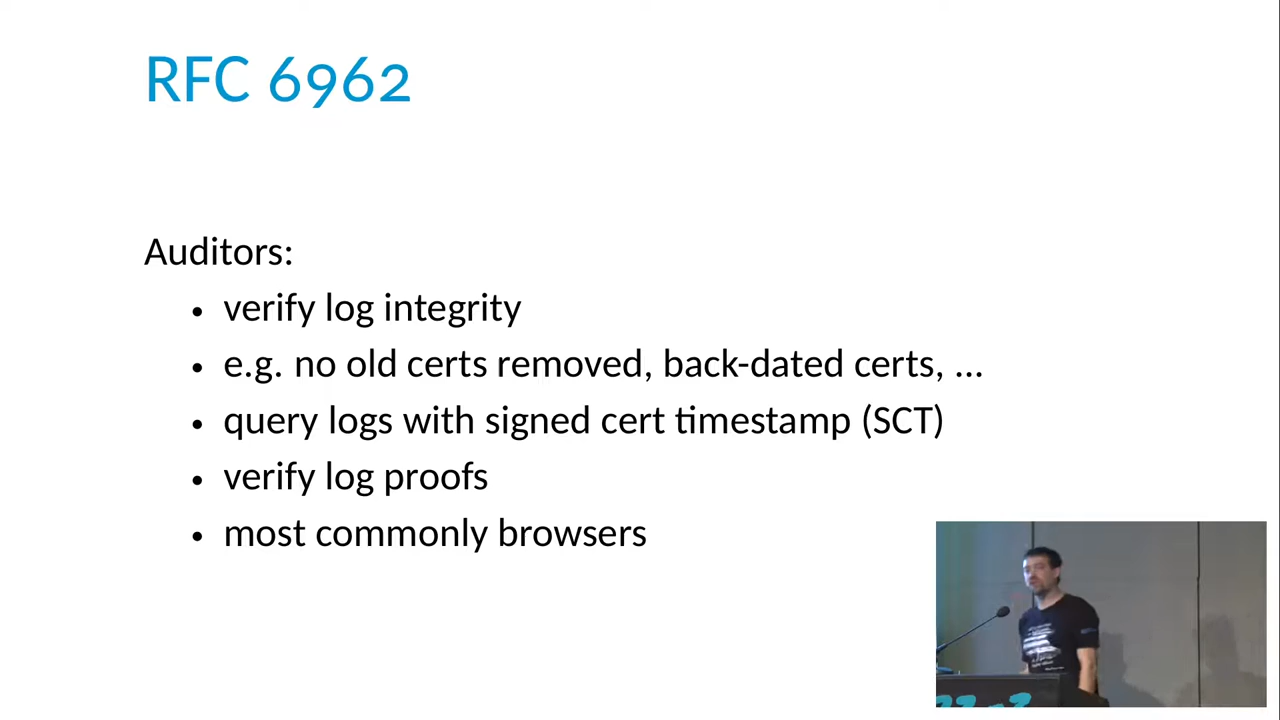 RFC 6962
Auditors:
• verify log integrity
• e.g. no old certs removed, back-dated certs, ...
• query logs with signed cert timestamp (SCT)
• verify log proofs
• most commonly browsers